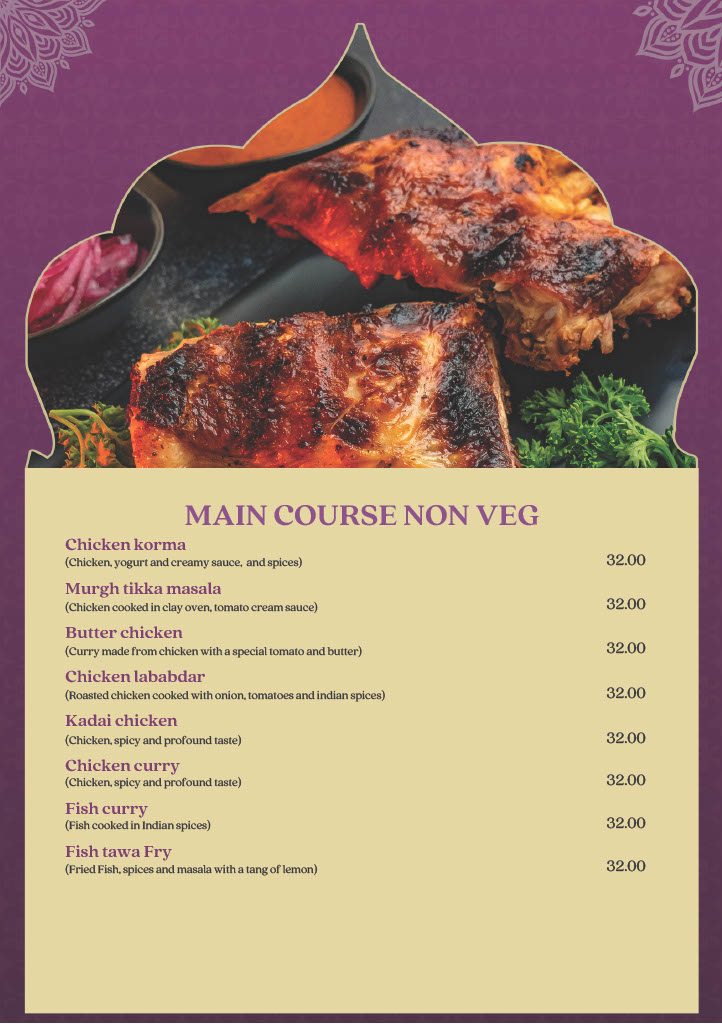 MAIN COURSE NON VEG
Chicken korma
(Chicken, yogurt and creamy sauce, and spices)
32.00
Murgh tikka masala
(Chicken cooked in clay oven, tomato cream sauce)
32.00
Butter chicken
(Curry made from chicken with a special tomato and butter)
32.00
Chicken lababdar
(Roasted chicken cooked with onion, tomatoes and indian spices)
32.00
Kadai chicken
(Chicken, spicy and profound taste)
32.00
Chicken curry
(Chicken, spicy and profound taste)
32.00
Fish curry
(Fish cooked in Indian spices)
32.00
Fish tawa Fry
(Fried Fish, spices and masala with a tang of lemon)
32.00